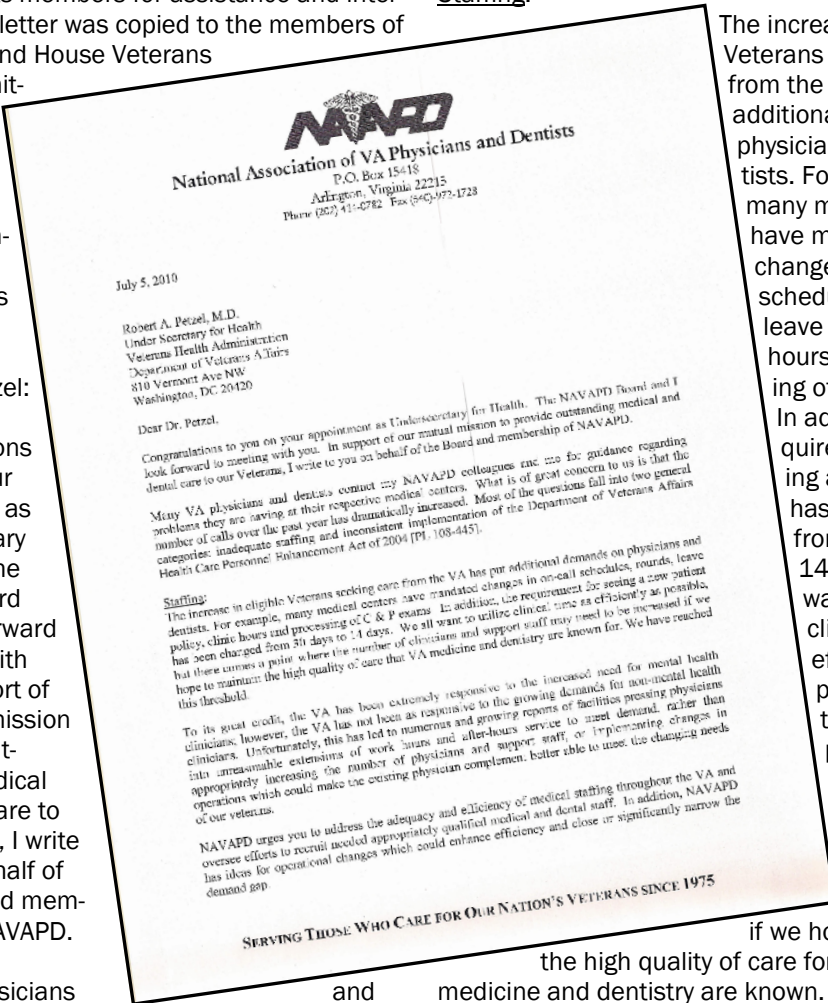 s members for assistance and inter-
letter was copied to the members of
nd House Veterans
it-
n-
s
zel:
ons
ur
as
ary
he
rd
rward
ith
ort of
mission
t-
dical
are to
, I write
half of
d mem-
AVAPD.
sicians and
NAVAPD
National Association of VA Physicians and Dentists
P.O. Box 15418
Arlington, Virginia 22215
Phone (202) 414-0782 Fax (540)-972-1728
July 5, 2010
Robert A. Petzel, M.D.
Under Secretary for Health
Veterans Health Administration
Department of Veterans Affairs
810 Vermont Ave NW
Washington, DC 20420
Dear Dr. Petzel,
Congratulations to you on your appointment as Undersecretary for Health. The NAVAPD Board and I
look forward to meeting with you. In support of our mutual mission to provide outstanding medical and
dental care to our Veterans, I write to you on behalf of the Board and membership of NAVAPD.
Many VA physicians and dentists contact my NAVAPD colleagues and me for guidance regarding
problems they are having at their respective medical centers. What is of great concern to us is that the
number of calls over the past year has dramatically increased. Most of the questions fall into two general
categories: inadequate staffing and inconsistent implementation of the Department of Veterans Affairs
Health Care Personnel Enhancement Act of 2004 [PL 108-445].
Staffing:
The increase in eligible Veterans seeking care from the VA has put additional demands on physicians and
dentists. For example, many medical centers have mandated changes in on-call schedules, rounds, leave
policy, clinic hours and processing of C & P exams. In addition, the requirement for seeing a new patient
has been changed from 30 days to 14 days. We all want to utilize clinical time as efficiently as possible,
but there comes a point where the number of clinicians and support staff may need to be increased if we
hope to maintain the high quality of care that VA medicine and dentistry are known for. We have reached
this threshold.
To its great credit, the VA has been extremely responsive to the increased need for mental health
clinicians; however, the VA has not been as responsive to the growing demands for non-mental health
clinicians. Unfortunately, this has led to numerous and growing reports of facilities pressing physicians
into unreasonable extensions of work hours and after-hours service to meet demand, rather than
appropriately increasing the number of physicians and support staff, or implementing changes in
operations which could make the existing physician complement better able to meet the changing needs
of our veterans.
NAVAPD urges you to address the adequacy and efficiency of medical staffing throughout the VA and
oversee efforts to recruit needed appropriately qualified medical and dental staff. In addition, NAVAPD
has ideas for operational changes which could enhance efficiency and close or significantly narrow the
demand gap.
SERVING THOSE WHO CARE FOR OUR NATION'S VETERANS SINCE 1975
Staffing:
The increa
Veterans
from the
additiona
physicia
tists. Fo
many m
have m
change
sched
leave
hours
ing of
In ad
quire
ing a
has
from
14
wa
cli
ef
p
t
if we ho
the high quality of care for
medicine and dentistry are known.